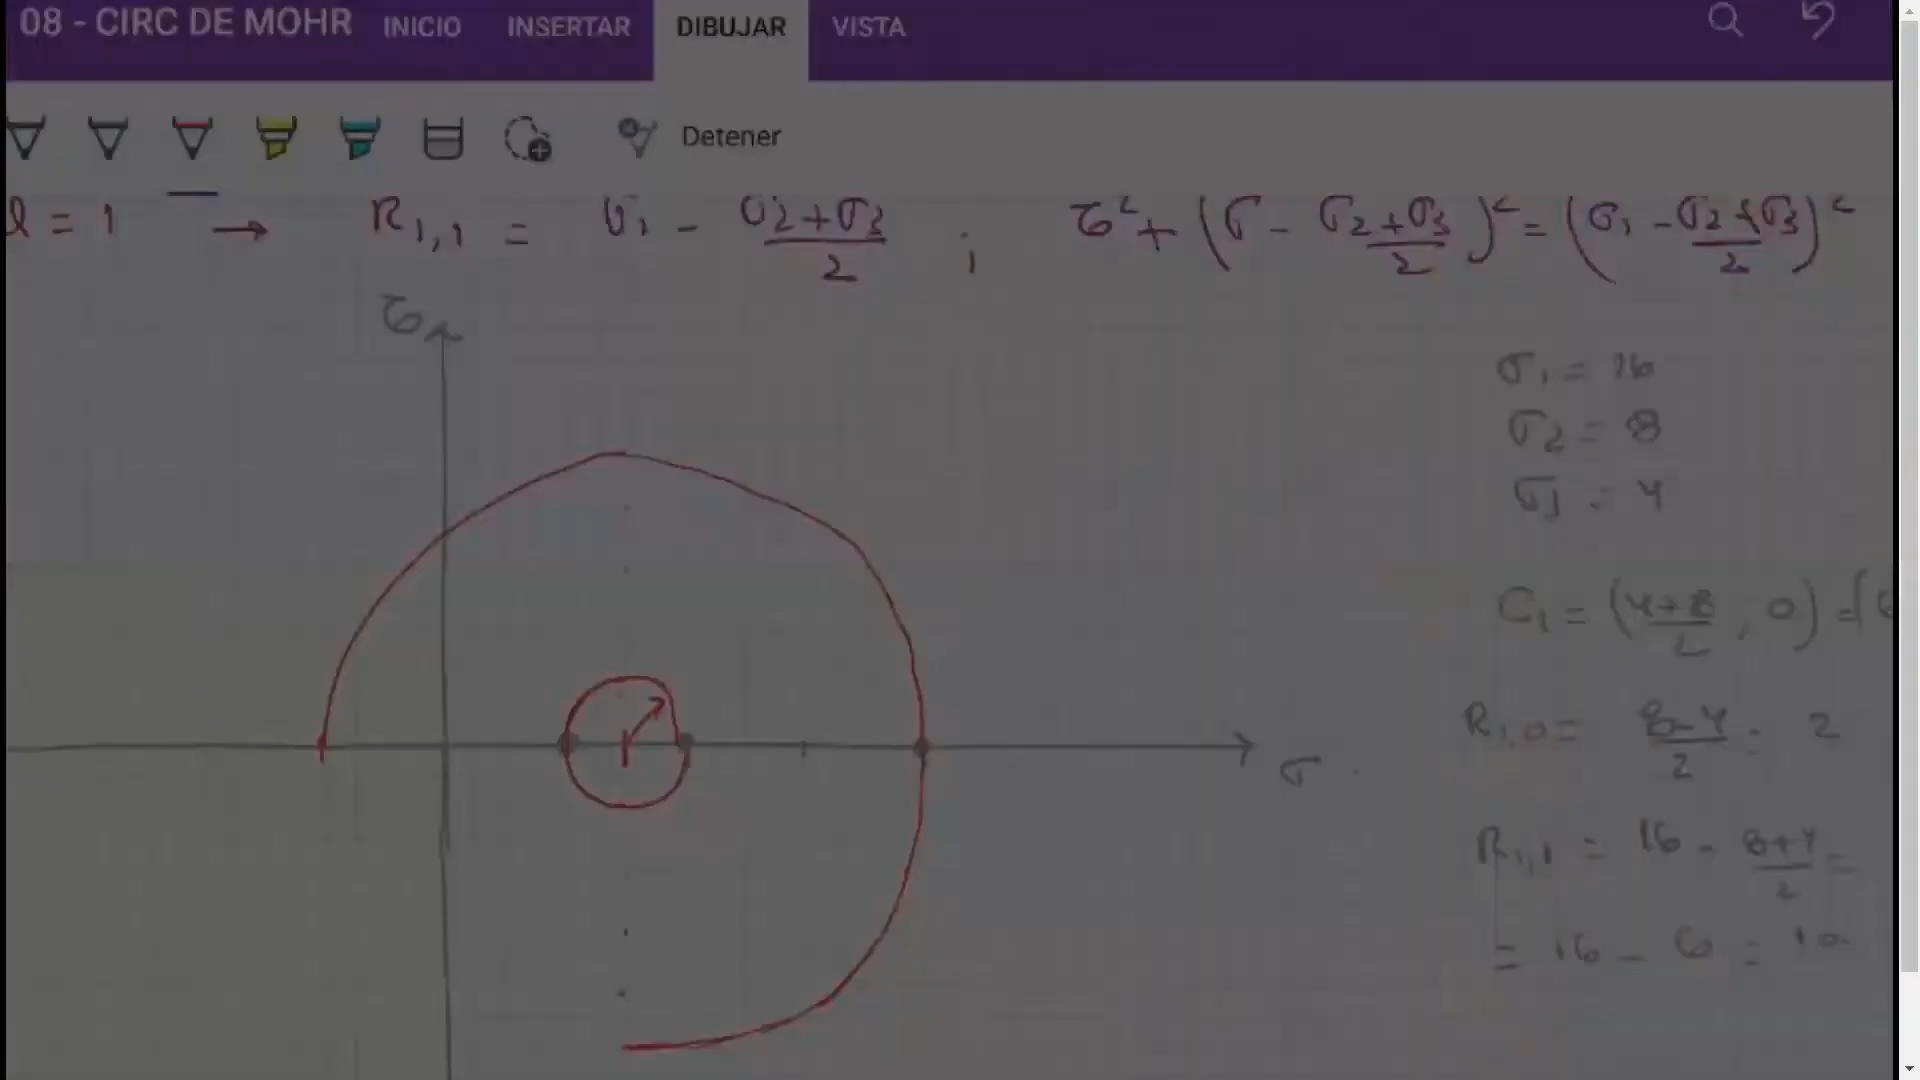 08 - CIRC DE MOHR INICIO INSERTAR DIBUJAR VISTA
Detener
l = 1 → R₁,₁ = σ₁ - (σ₂+σ₃)/2 ; τ² + (σ - (σ₂+σ₃)/2)² = (σ₁ - (σ₂+σ₃)/2)²
τ
σ₁ = 16
σ₂ = 8
σ₃ = 4
C₁ = ((4+8)/2, 0) = (6
R₁,₀ = (8-4)/2 = 2
σ
R₁,₁ = 16 - (8+4)/2 =
= 16 - 6 = 10